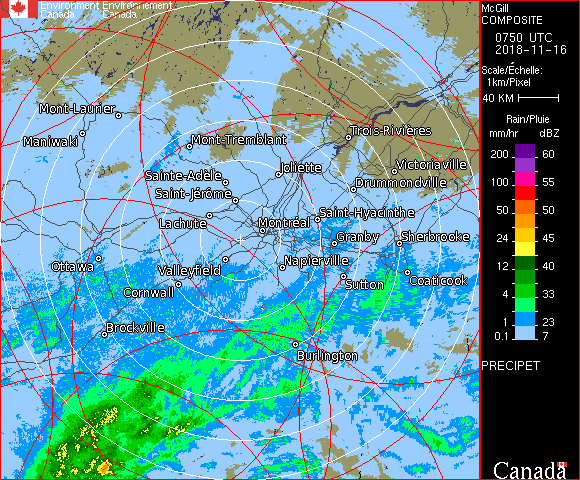 Environment Environnement
Canada Canada
McGill
COMPOSITE
0750 UTC
2018-11-16
Scale/Échelle:
1km/Pixel
40 KM
Rain/Pluie
mm/hr dBZ
200 60
100 55
50 50
24 45
12 40
4 33
1 23
0.1 7
PRECIPET
Canada
Mont-Laurier
Maniwaki
Mont-Tremblant
Trois-Rivières
Joliette
Victoriaville
Sainte-Adèle
Drummondville
Saint-Jérôme
Lachute
Saint-Hyacinthe
Montréal
Granby
Sherbrooke
Ottawa
Valleyfield
Napierville
Cornwall
Sutton
Coaticook
Brockville
Burlington